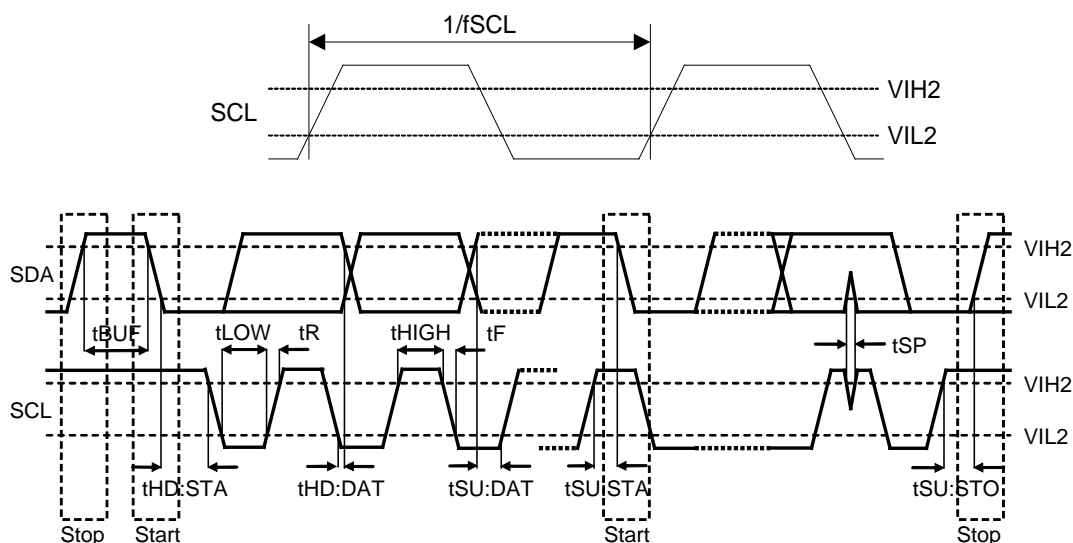 1/fSCL
VIH2
SCL
VIL2
VIH2
SDA
VIL2
tBUF tLOW tR tHIGH tF tSP
VIH2
SCL
VIL2
tHD:STA tHD:DAT tSU:DAT tSU:STA tSU:STO
Stop Start Start Stop